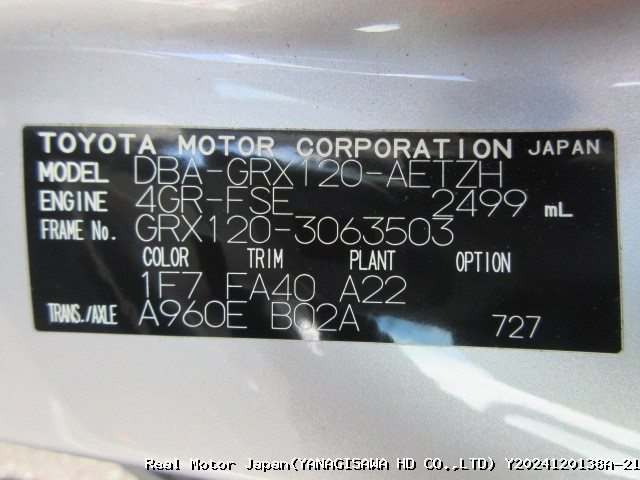 TOYOTA MOTOR CORPORATION JAPAN
MODEL DBA-GRX120-AETZH
ENGINE 4GR-FSE 2499 mL
FRAME No. GRX120-3063503
COLOR TRIM PLANT OPTION
1F7 FA40 A22
TRANS./AXLE A960E B02A 727
Real Motor Japan(YANAGISAWA HD CO.,LTD) Y2024120138A-21